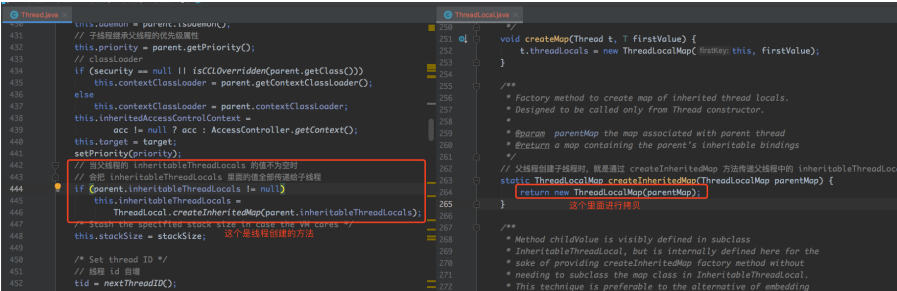 Thread.java
430 this.daemon = parent.isDaemon();
431 // 子线程继承父线程的优先级属性
432 this.priority = parent.getPriority();
433 // classLoader
434 if (security == null || isCCLOverridden(parent.getClass()))
435 this.contextClassLoader = parent.getContextClassLoader();
436 else
437 this.contextClassLoader = parent.contextClassLoader;
438 this.inheritedAccessControlContext =
439 acc != null ? acc : AccessController.getContext();
440 this.target = target;
441 setPriority(priority);
442 // 当父线程的 inheritableThreadLocals 的值不为空时
443 // 会把 inheritableThreadLocals 里面的值全部传递给子线程
444 if (parent.inheritableThreadLocals != null)
445 this.inheritableThreadLocals =
446 ThreadLocal.createInheritedMap(parent.inheritableThreadLocals);
447 /* Stash the specified stack size in case the VM cares */
448 this.stackSize = stackSize;
这个是线程创建的方法
449
450 /* Set thread ID */
451 // 线程 id 自增
452 tid = nextThreadID();
ThreadLocal.java
250 */
251 void createMap(Thread t, T firstValue) {
252 t.threadLocals = new ThreadLocalMap( firstKey: this, firstValue);
253 }
254
255 /**
256 * Factory method to create map of inherited thread locals.
257 * Designed to be called only from Thread constructor.
258 *
259 * @param parentMap the map associated with parent thread
260 * @return a map containing the parent's inheritable bindings
261 */
262 // 父线程创建子线程时，就是通过 createInheritedMap 方法传递父线程中的 inheritableThreadLoc
263 static ThreadLocalMap createInheritedMap(ThreadLocalMap parentMap) {
264 return new ThreadLocalMap(parentMap);
265 }
这个里面进行拷贝
266
267 /**
268 * Method childValue is visibly defined in subclass
269 * InheritableThreadLocal, but is internally defined here for the
270 * sake of providing createInheritedMap factory method without
271 * needing to subclass the map class in InheritableThreadLocal.
272 * This technique is preferable to the alternative of embedding